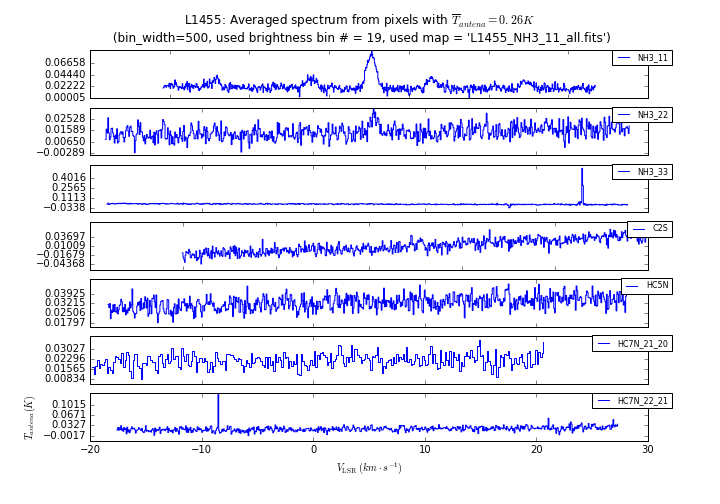 L1455: Averaged spectrum from pixels with T̅antena = 0.26K
(bin_width=500, used brightness bin # = 19, used map = 'L1455_NH3_11_all.fits')
NH3_11
0.06658
0.04440
0.02222
0.00005
NH3_22
0.02528
0.01589
0.00650
−0.00289
NH3_33
0.4016
0.2565
0.1113
−0.0338
C2S
0.03697
0.01009
−0.01679
−0.04368
HC5N
0.03925
0.03215
0.02506
0.01797
HC7N_21_20
0.03027
0.02296
0.01565
0.00834
HC7N_22_21
0.1015
0.0671
0.0327
−0.0017
Tantena(K)
−20 −10 0 10 20 30
VLSR (km · s⁻¹)